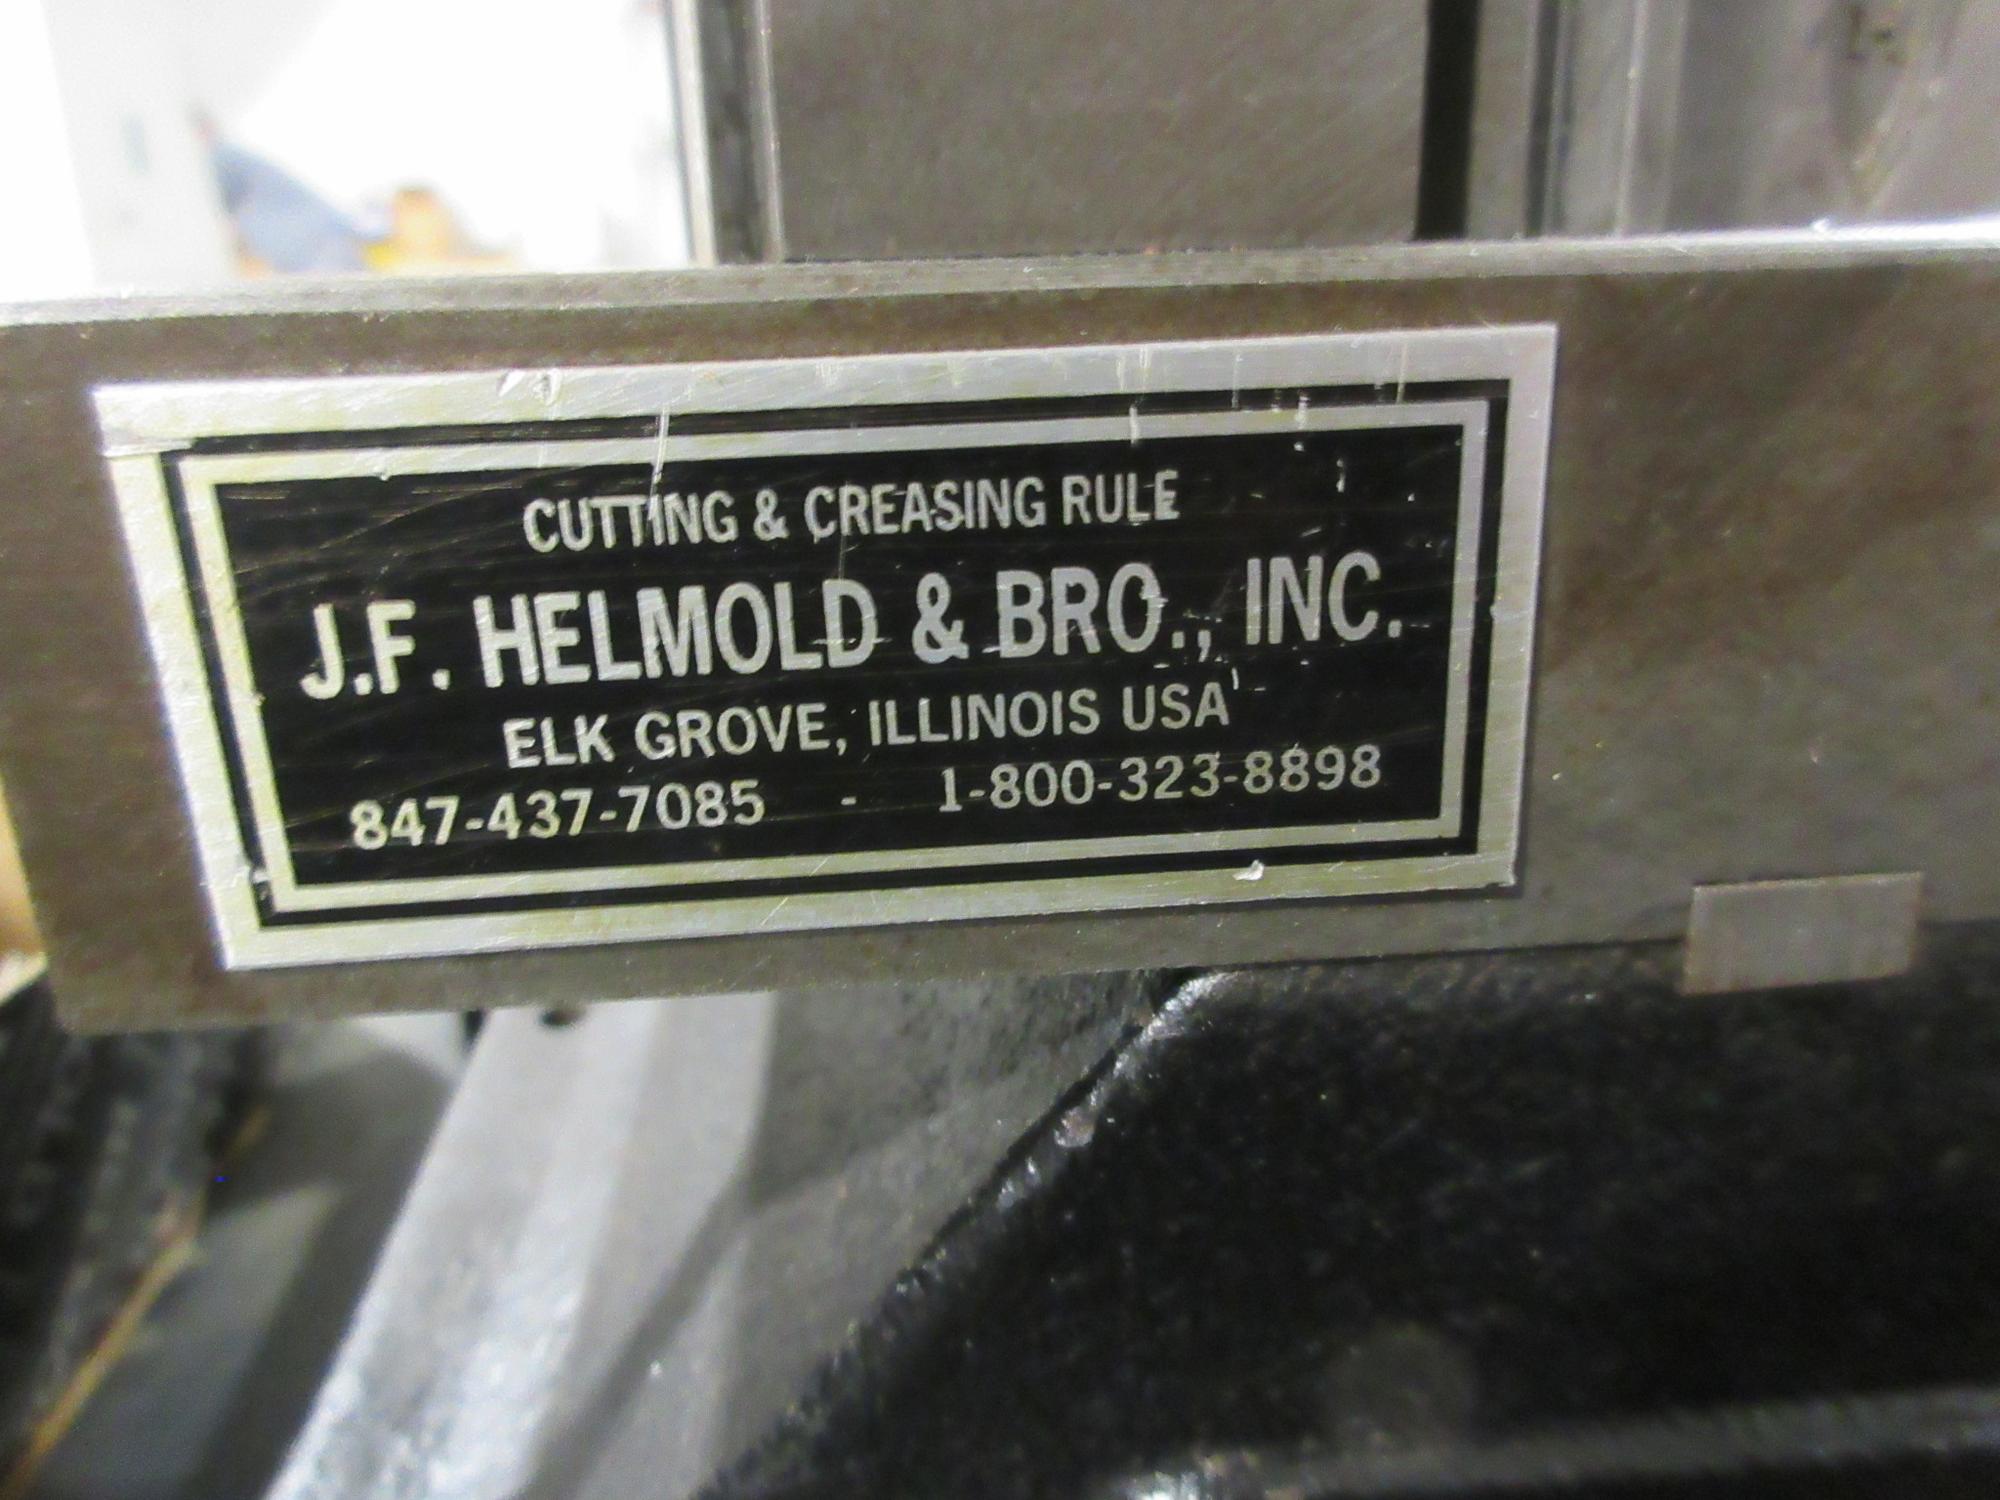 CUTTING & CREASING RULE
J.F. HELMOLD & BRO., INC.
ELK GROVE, ILLINOIS USA
847-437-7085 - 1-800-323-8898